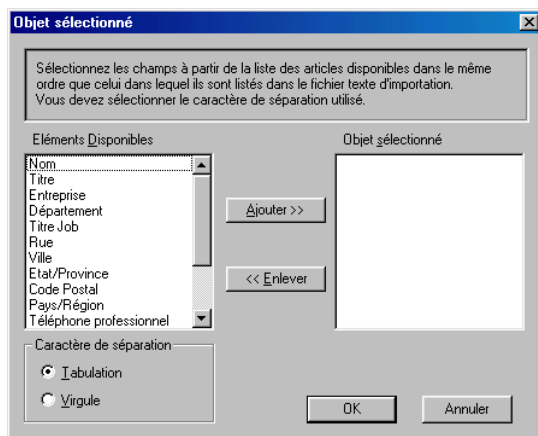 Objet sélectionné
Sélectionnez les champs à partir de la liste des articles disponibles dans le même
ordre que celui dans lequel ils sont listés dans le fichier texte d'importation.
Vous devez sélectionner le caractère de séparation utilisé.
Eléments Disponibles
Objet sélectionné
Nom
Titre
Entreprise
Département
Titre Job
Rue
Ville
Etat/Province
Code Postal
Pays/Région
Téléphone professionnel
Ajouter >>
<< Enlever
Caractère de séparation
Tabulation
Virgule
OK
Annuler